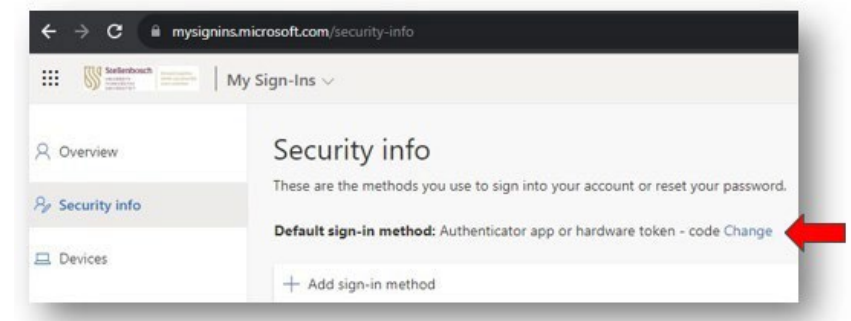 mysignins.microsoft.com/security-info
Stellenbosch
UNIVERSITY
My Sign-Ins
Overview
Security info
These are the methods you use to sign into your account or reset your password.
Security info
Default sign-in method: Authenticator app or hardware token - code Change
Devices
+ Add sign-in method